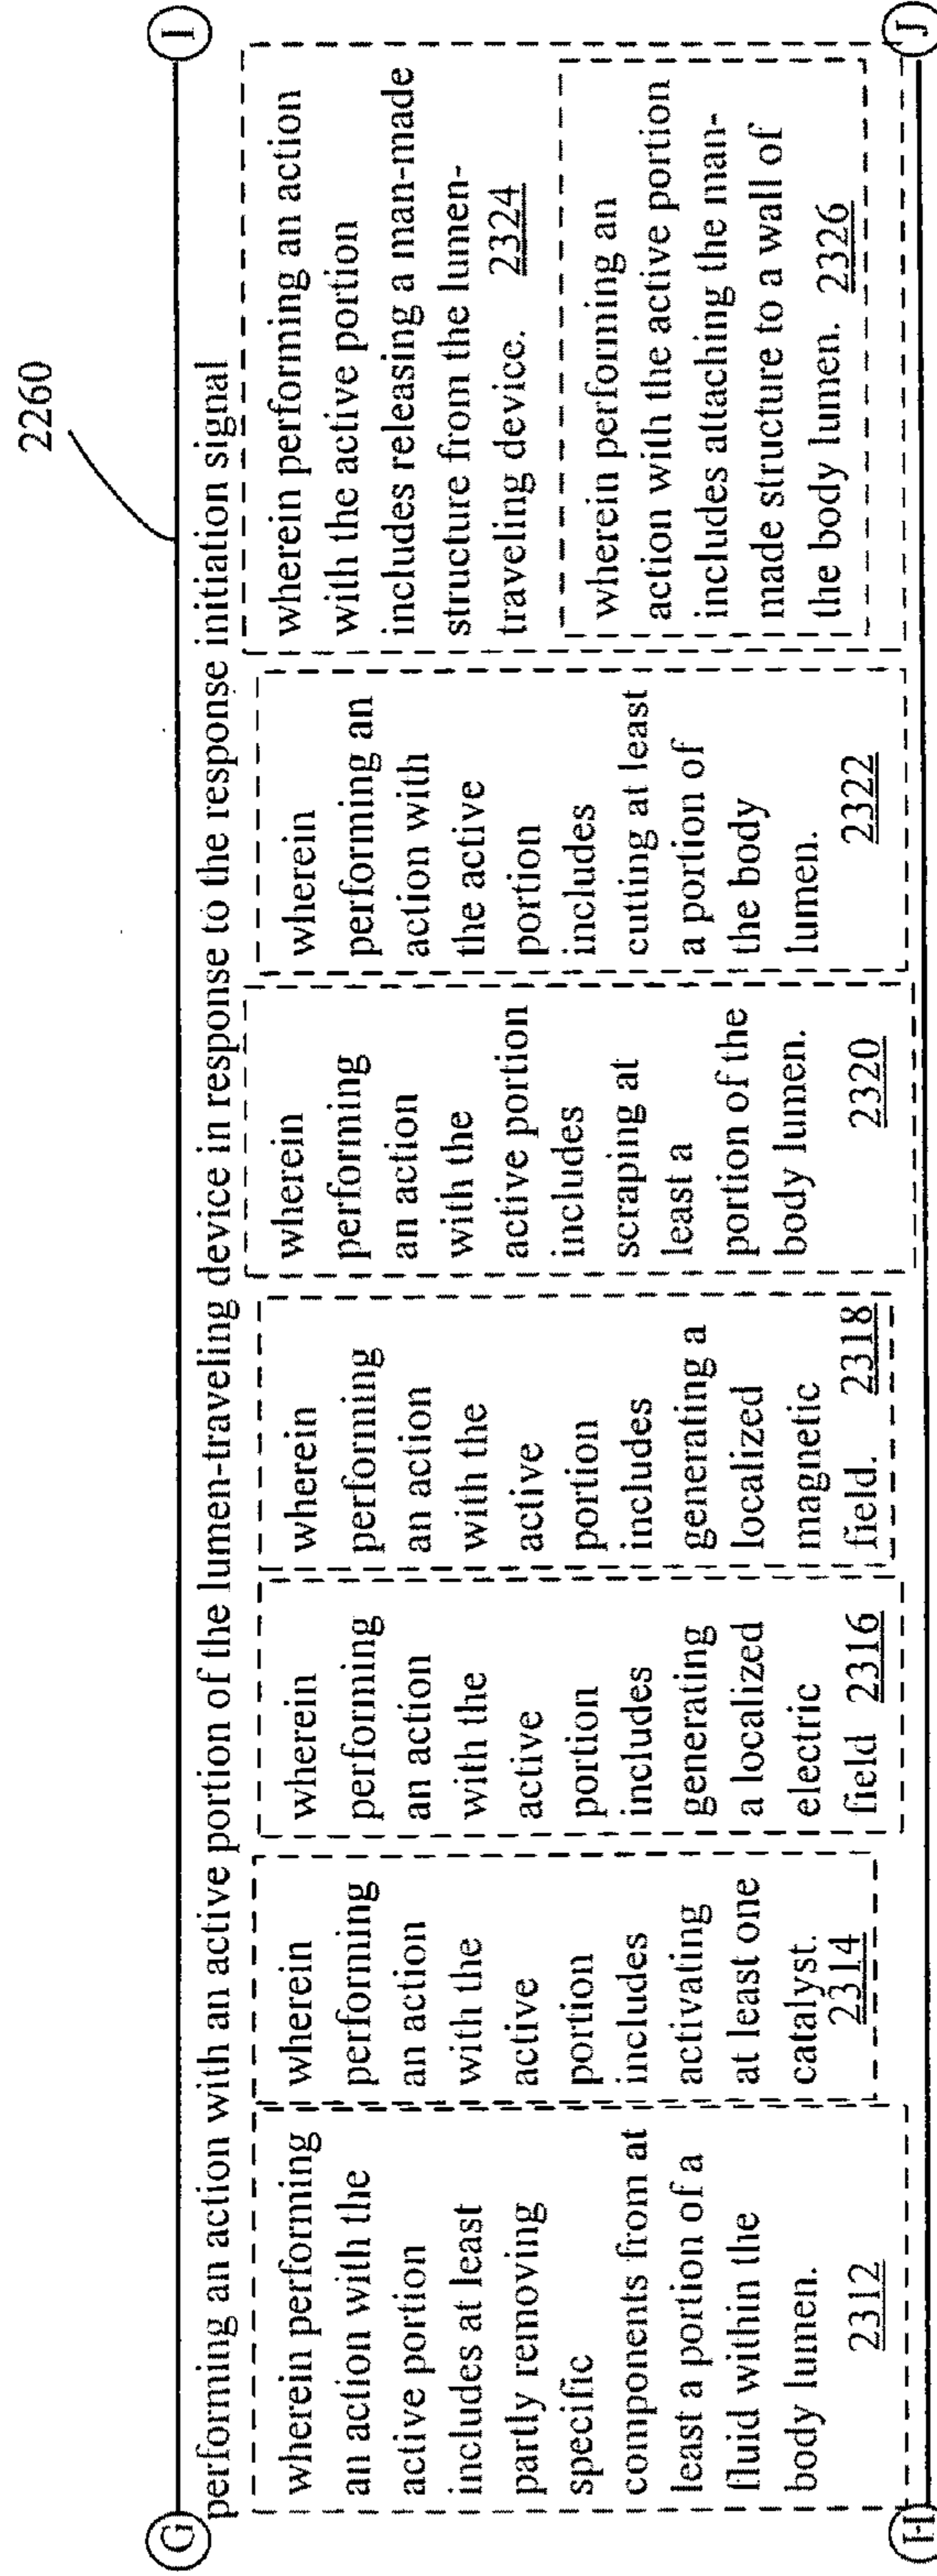 2260
G
I
performing an action with an active portion of the lumen-traveling device in response to the response initiation signal
wherein performing
an action with the
active portion
includes at least
partly removing
specific
components from at
least a portion of a
fluid within the
body lumen.
2312
wherein
performing
an action
with the
active
portion
includes
activating
at least one
catalyst.
2314
wherein
performing
an action
with the
active
portion
includes
generating
a localized
electric
field 2316
wherein
performing
an action
with the
active
portion
includes
generating a
localized
magnetic
field. 2318
wherein
performing
an action
with the
active portion
includes
scraping at
least a
portion of the
body lumen.
2320
wherein
performing an
action with
the active
portion
includes
cutting at least
a portion of
the body
lumen.
2322
wherein performing an action
with the active portion
includes releasing a man-made
structure from the lumen-
traveling device. 2324
wherein performing an
action with the active portion
includes attaching the man-
made structure to a wall of
the body lumen. 2326
H
J